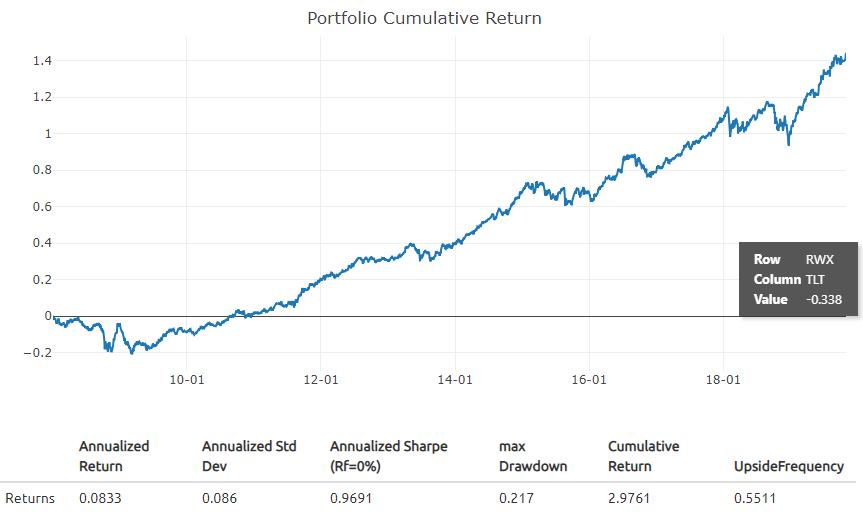 Portfolio Cumulative Return
1.4
1.2
1
0.8
0.6
0.4
0.2
0
−0.2
Row RWX
Column TLT
Value -0.338
10-01 12-01 14-01 16-01 18-01
Annualized Return Annualized Std Dev Annualized Sharpe (Rf=0%) max Drawdown Cumulative Return UpsideFrequency
Returns 0.0833 0.086 0.9691 0.217 2.9761 0.5511